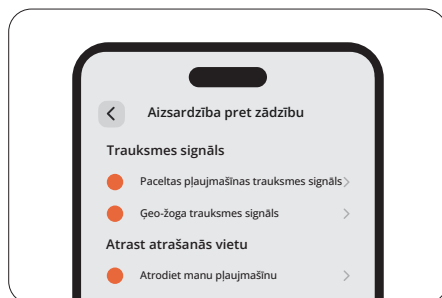 Aizsardzība pret zādzību
Trauksmes signāls
Paceltas pļaujmašīnas trauksmes signāls
Ģeo-žoga trauksmes signāls
Atrast atrašanās vietu
Atrodiet manu pļaujmašīnu